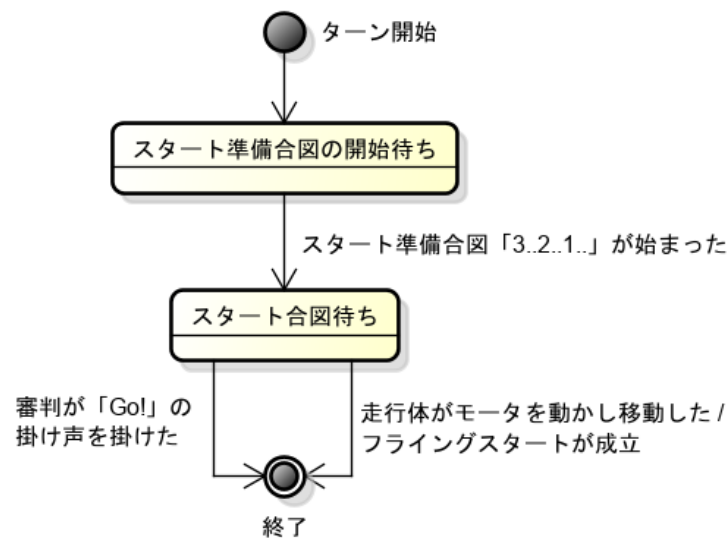 ターン開始
スタート準備合図の開始待ち
スタート準備合図「3..2..1..」が始まった
スタート合図待ち
審判が「Go!」の
掛け声を掛けた
走行体がモータを動かし移動した /
フライングスタートが成立
終了